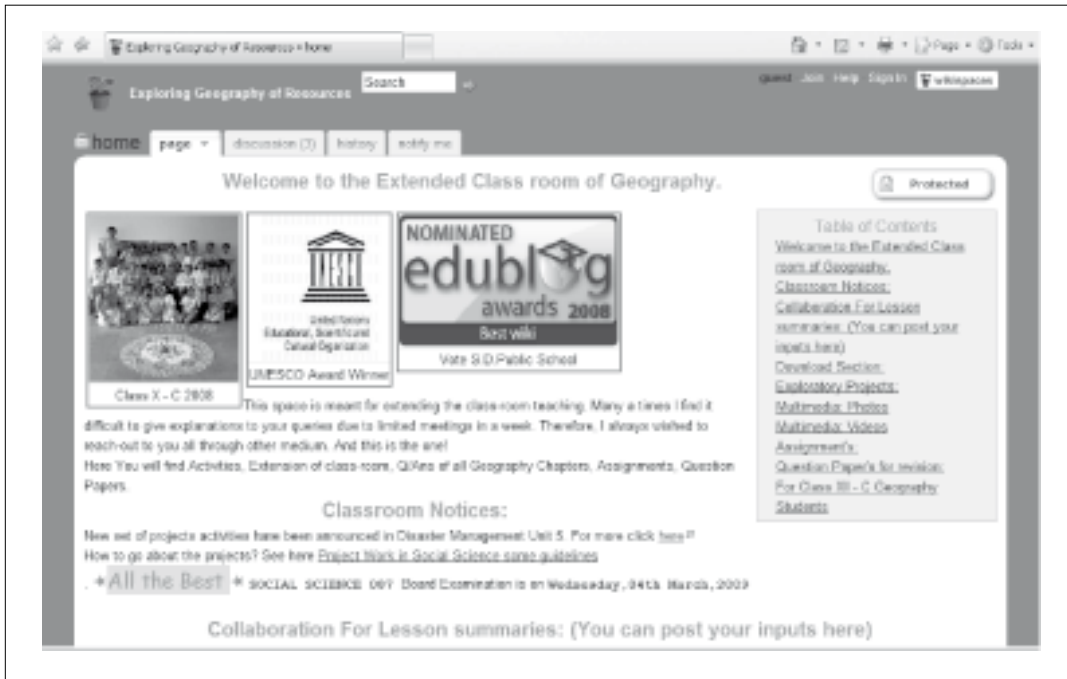 Exploring Geography of Resources - home
Page
Tools
Exploring Geography of Resources
Search
guest Join Help Sign In wikispaces
home page discussion (3) history notify me
Welcome to the Extended Class room of Geography.
Protected
NOMINATED
edublog
awards 2008
Best wiki
Vote S.D.Public School
United Nations
Educational, Scientific and
Cultural Organization
UNESCO Award Winner
Class X - C 2008
This space is meant for extending the class-room teaching. Many a times I find it
difficult to give explanations to your queries due to limited meetings in a week. Therefore, I always wished to
reach-out to you all through other medium. And this is the one!
Here You will find Activities, Extension of class-room, Q/Ans of all Geography Chapters, Assignments, Question
Papers.
Classroom Notices:
New set of projects activities have been announced in Disaster Management Unit 5. For more click here
How to go about the projects? See here Project Work in Social Science some guidelines
. *All the Best * SOCIAL SCIENCE 087 Board Examination is on Wednesday, 04th March, 2009
Collaboration For Lesson summaries: (You can post your inputs here)
Table of Contents
Welcome to the Extended Class
room of Geography.
Classroom Notices:
Collaboration For Lesson
summaries: (You can post your
inputs here)
Download Section:
Exploratory Projects:
Multimedia: Photos
Multimedia: Videos
Assignment's:
Question Paper's for revision:
For Class - C Geography
Students